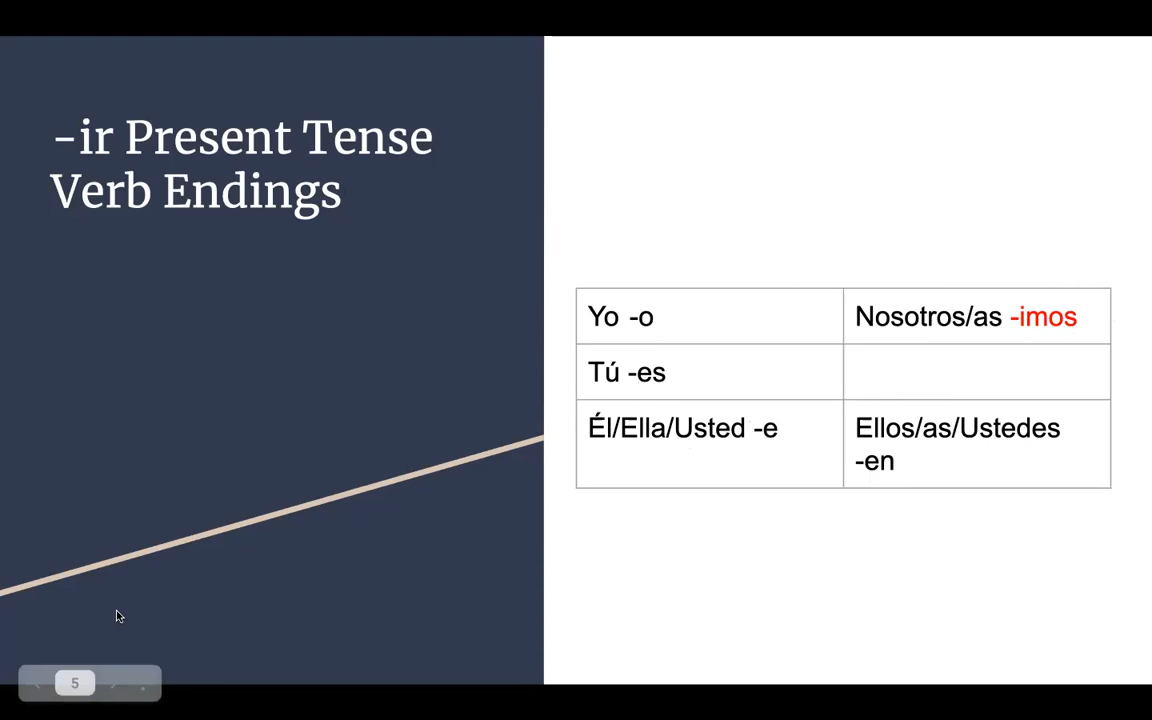 -ir Present Tense
Verb Endings
Yo -o
Nosotros/as -imos
Tú -es
Él/Ella/Usted -e
Ellos/as/Ustedes
-en
5